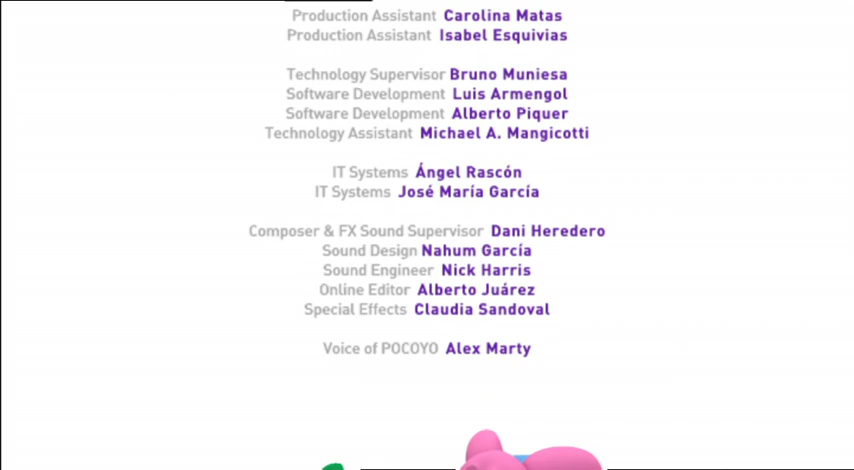 Production Assistant Carolina Matas
Production Assistant Isabel Esquivias
Technology Supervisor Bruno Muniesa
Software Development Luis Armengol
Software Development Alberto Piquer
Technology Assistant Michael A. Mangicotti
IT Systems Ángel Rascón
IT Systems José María García
Composer & FX Sound Supervisor Dani Heredero
Sound Design Nahum García
Sound Engineer Nick Harris
Online Editor Alberto Juárez
Special Effects Claudia Sandoval
Voice of POCOYO Alex Marty